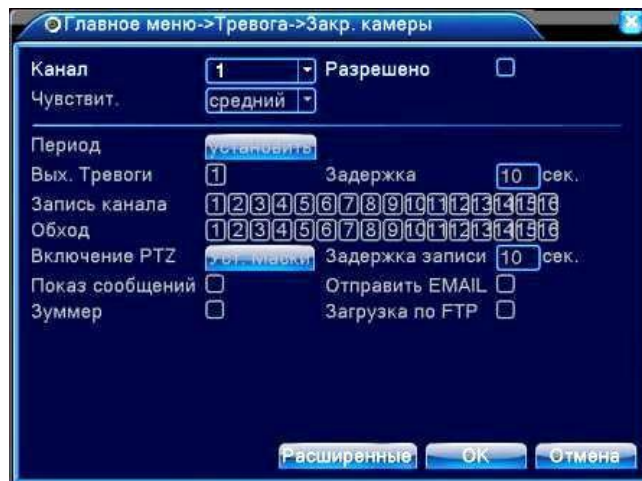 Главное меню->Тревога->Закр. камеры
Канал 1 Разрешено
Чувствит. средний
Период Установить
Вых. Тревоги 1 Задержка 10 сек.
Запись канала 1 2 3 4 5 6 7 8 9 10 11 12 13 14 15 16
Обход 1 2 3 4 5 6 7 8 9 10 11 12 13 14 15 16
Включение PTZ Уст. Маски Задержка записи 10 сек.
Показ сообщений Отправить EMAIL
Зуммер Загрузка по FTP
Расширенные OK Отмена